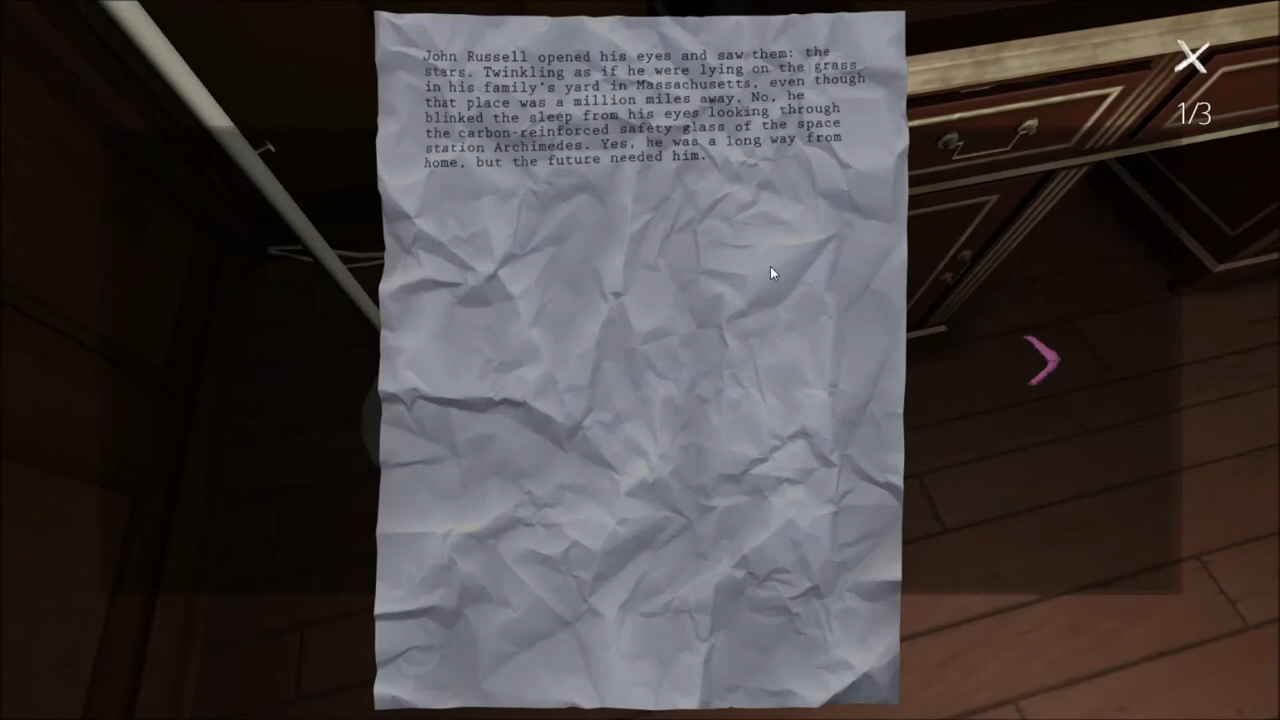 John Russell opened his eyes and saw them: the
stars. Twinkling as if he were lying on the grass
in his family's yard in Massachusetts, even though
that place was a million miles away. No, he
blinked the sleep from his eyes looking through
the carbon-reinforced safety glass of the space
station Archimedes. Yes, he was a long way from
home, but the future needed him.
1/3